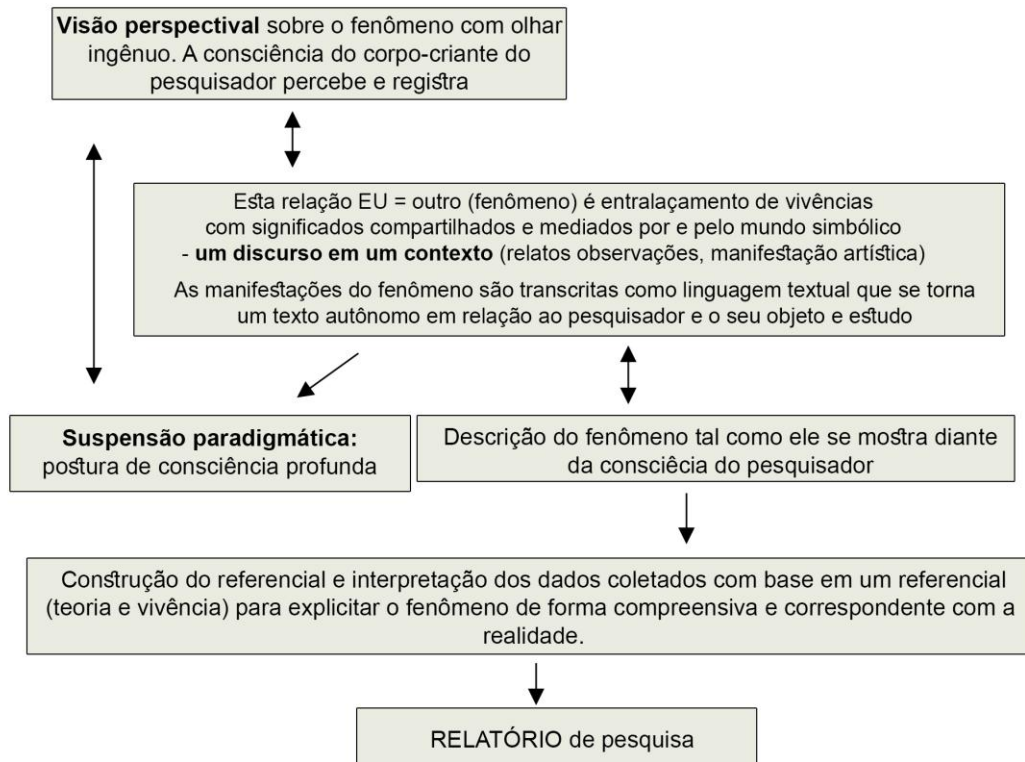 Visão perspectival sobre o fenômeno com olhar
ingênuo. A consciência do corpo-criante do
pesquisador percebe e registra
Esta relação EU = outro (fenômeno) é entralaçamento de vivências
com significados compartilhados e mediados por e pelo mundo simbólico
- um discurso em um contexto (relatos observações, manifestação artística)
As manifestações do fenômeno são transcritas como linguagem textual que se torna
um texto autônomo em relação ao pesquisador e o seu objeto e estudo
Suspensão paradigmática:
postura de consciência profunda
Descrição do fenômeno tal como ele se mostra diante
da consciêcia do pesquisador
Construção do referencial e interpretação dos dados coletados com base em um referencial
(teoria e vivência) para explicitar o fenômeno de forma compreensiva e correspondente com a
realidade.
RELATÓRIO de pesquisa